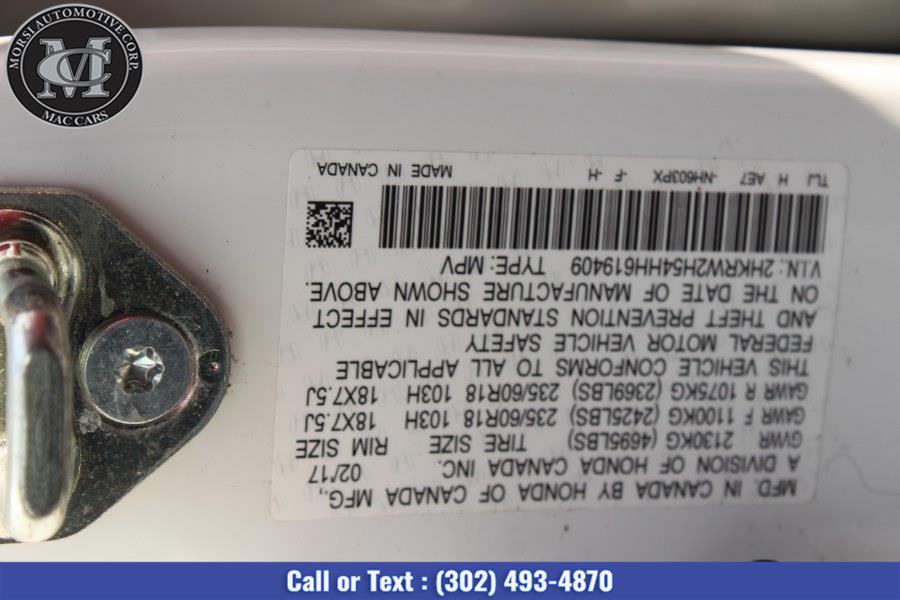 MORSI AUTOMOTIVE CORP.
MC
MAC CARS
MFD. IN CANADA BY HONDA OF CANADA MFG.,
A DIVISION OF HONDA CANADA INC. 02/17
GVWR 2130KG (4695LBS) TIRE SIZE RIM SIZE
GAWR F 1100KG (2425LBS) 235/60R18 103H 18X7.5J
GAWR R 1075KG (2369LBS) 235/60R18 103H 18X7.5J
THIS VEHICLE CONFORMS TO ALL APPLICABLE
FEDERAL MOTOR VEHICLE SAFETY
AND THEFT PREVENTION STANDARDS IN EFFECT
ON THE DATE OF MANUFACTURE SHOWN ABOVE.
V.I.N.: 2HKRW2H54HH619409 TYPE: MPV
TLJ H AE7 -NH603PX -F -H MADE IN CANADA
Call or Text : (302) 493-4870